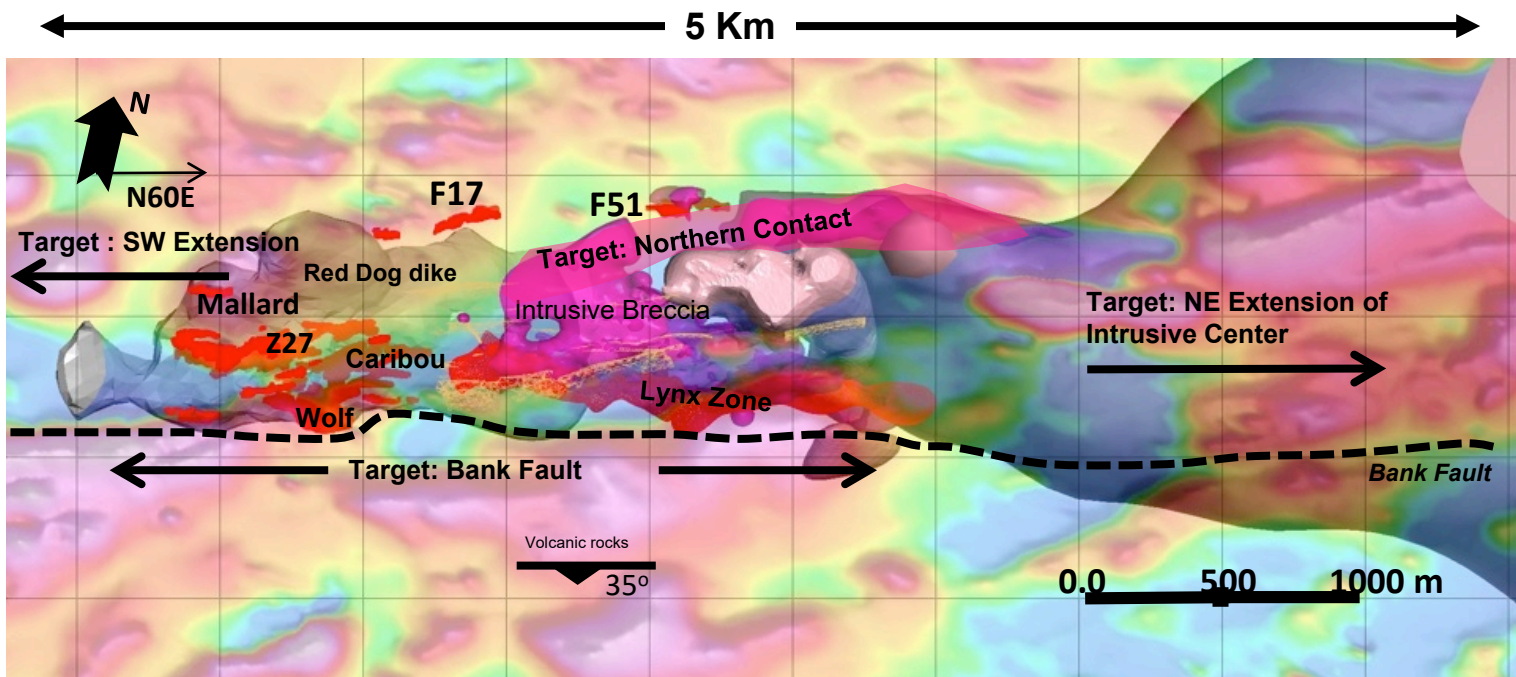 5 Km
N
N60E
F17
F51
Target : SW Extension
Target: Northern Contact
Red Dog dike
Mallard
Intrusive Breccia
Target: NE Extension of
Intrusive Center
Z27
Caribou
Lynx Zone
Wolf
Target: Bank Fault
Bank Fault
Volcanic rocks
35o
0.0 500 1000 m